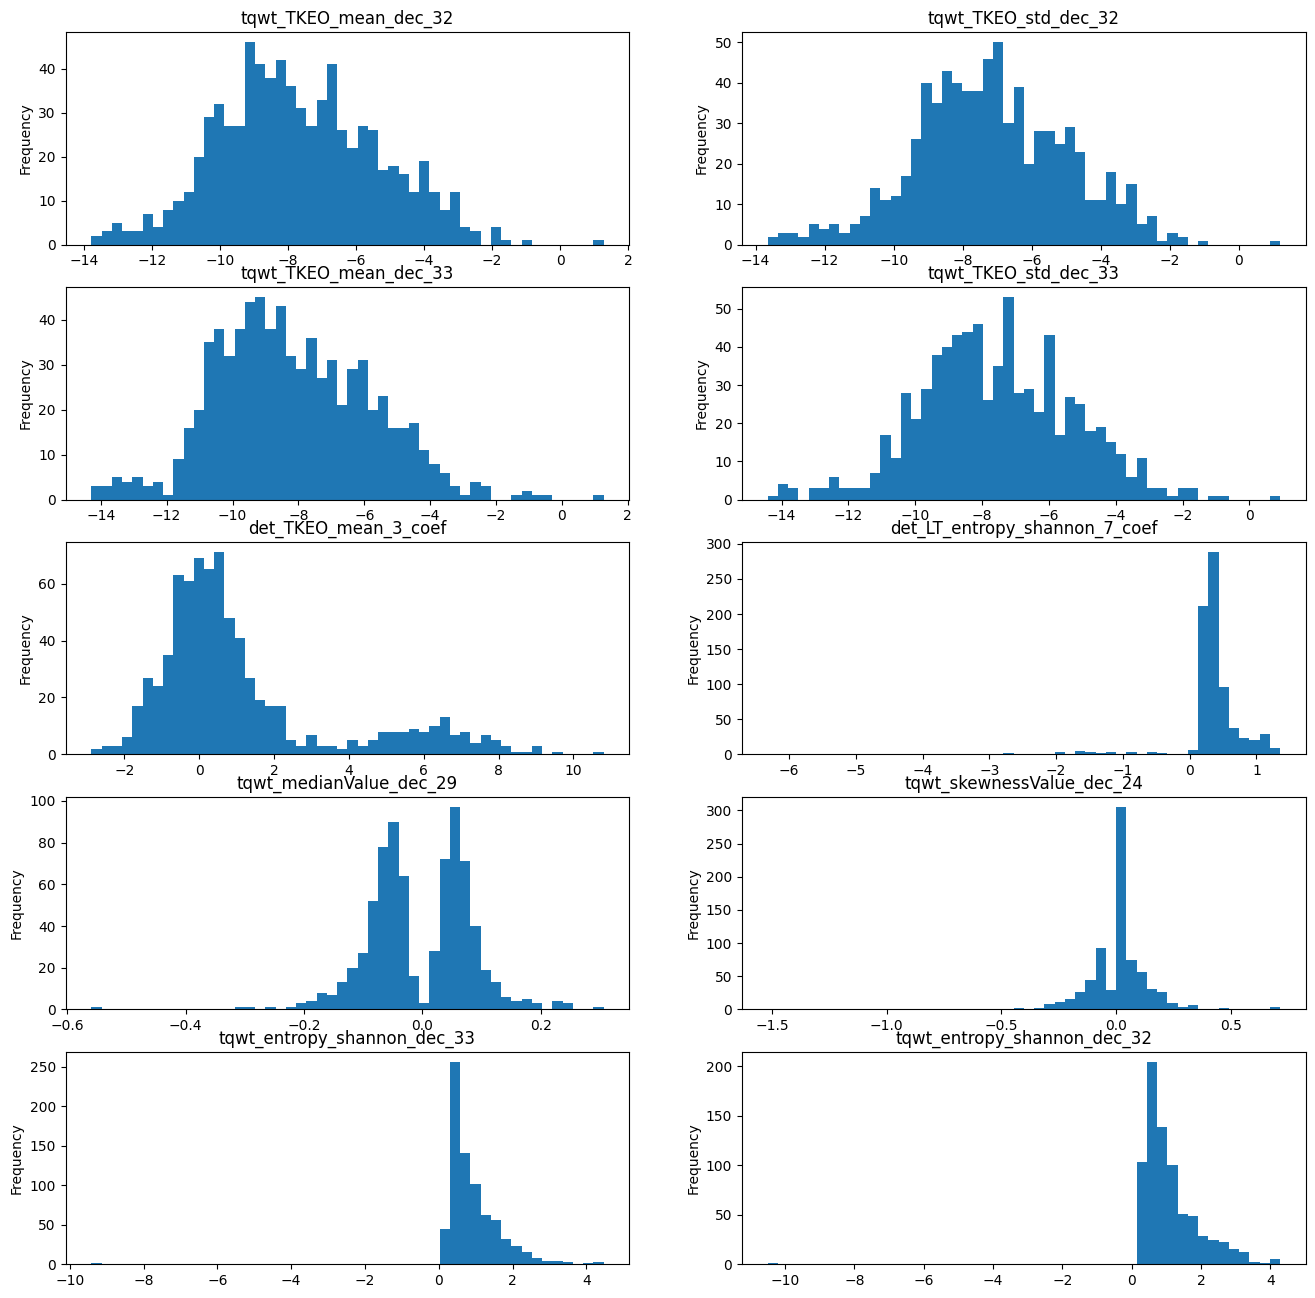 tqwt_TKEO_mean_dec_32
Frequency
0
10
20
30
40
−14 −12 −10 −8 −6 −4 −2 0 2
tqwt_TKEO_std_dec_32
Frequency
0
10
20
30
40
50
−14 −12 −10 −8 −6 −4 −2 0
tqwt_TKEO_mean_dec_33
Frequency
0
10
20
30
40
−14 −12 −10 −8 −6 −4 −2 0 2
tqwt_TKEO_std_dec_33
Frequency
0
10
20
30
40
50
−14 −12 −10 −8 −6 −4 −2 0
det_TKEO_mean_3_coef
Frequency
0
20
40
60
−2 0 2 4 6 8 10
det_LT_entropy_shannon_7_coef
Frequency
0
50
100
150
200
250
300
−6 −5 −4 −3 −2 −1 0 1
tqwt_medianValue_dec_29
Frequency
0
20
40
60
80
100
−0.6 −0.4 −0.2 0.0 0.2
tqwt_skewnessValue_dec_24
Frequency
0
50
100
150
200
250
300
−1.5 −1.0 −0.5 0.0 0.5
tqwt_entropy_shannon_dec_33
Frequency
0
50
100
150
200
250
−10 −8 −6 −4 −2 0 2 4
tqwt_entropy_shannon_dec_32
Frequency
0
50
100
150
200
−10 −8 −6 −4 −2 0 2 4